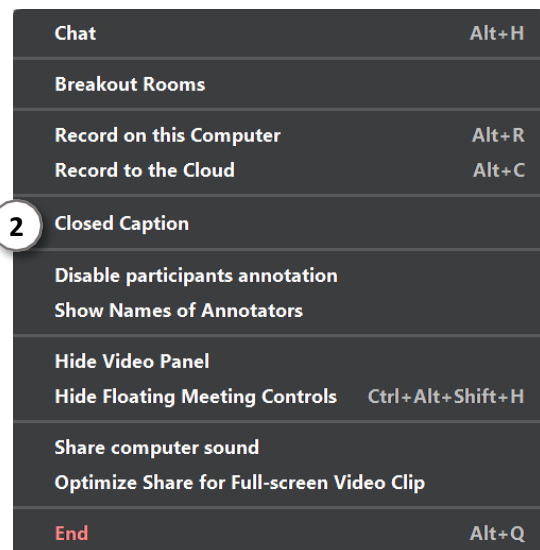 Chat Alt+H
Breakout Rooms
Record on this Computer Alt+R
Record to the Cloud Alt+C
2 Closed Caption
Disable participants annotation
Show Names of Annotators
Hide Video Panel
Hide Floating Meeting Controls Ctrl+Alt+Shift+H
Share computer sound
Optimize Share for Full-screen Video Clip
End Alt+Q